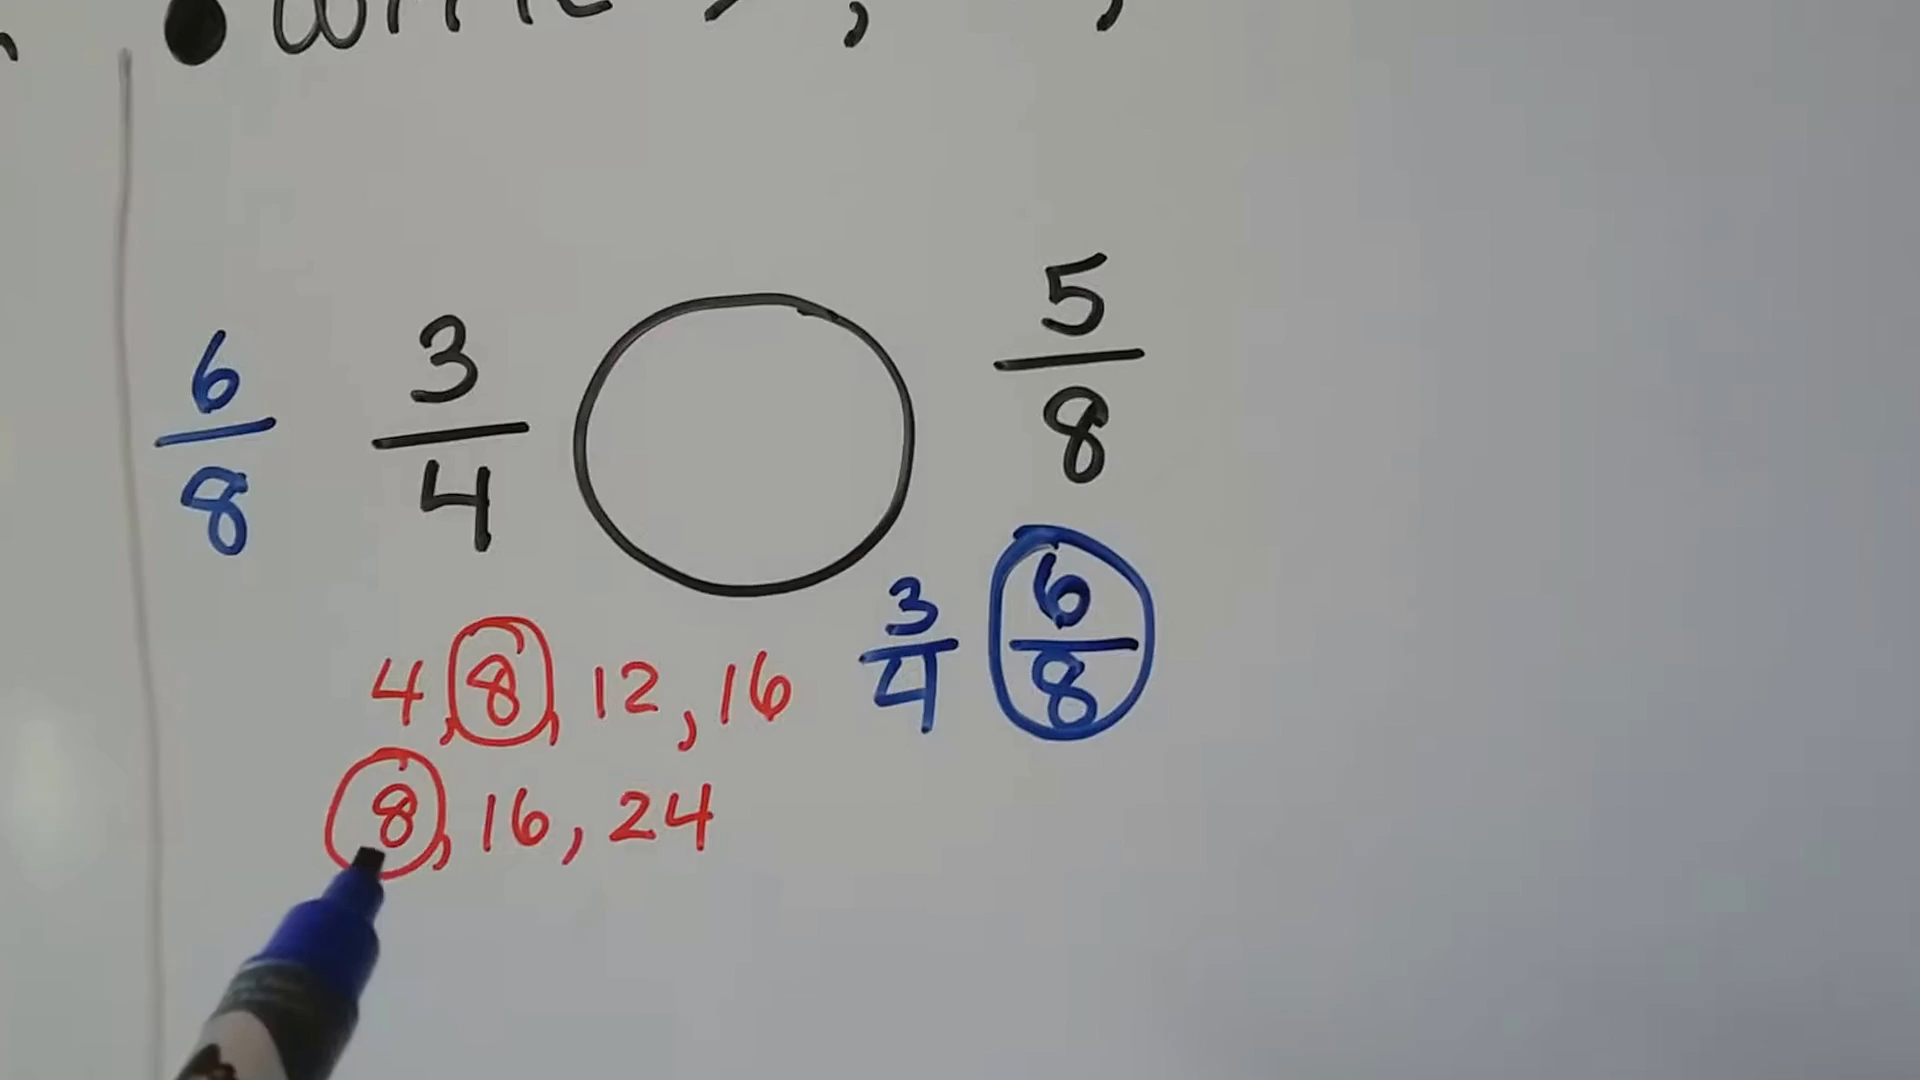 • Write >, ,
6/8 3/4 ◯ 5/8
3/4 6/8
4, 8, 12, 16
8, 16, 24